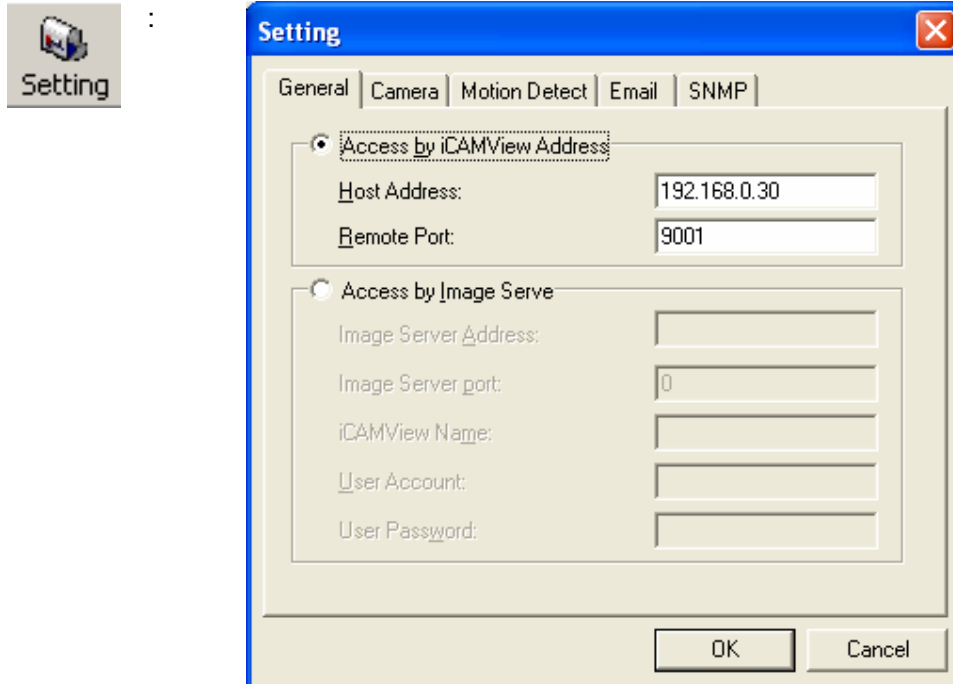 Setting
:
Setting
General Camera Motion Detect Email SNMP
Access by iCAMView Address
Host Address: 192.168.0.30
Remote Port: 9001
Access by Image Serve
Image Server Address:
Image Server port: 0
iCAMView Name:
User Account:
User Password:
OK Cancel